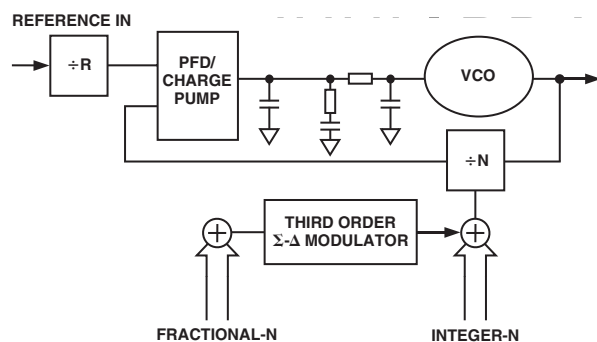 REFERENCE IN
÷R
PFD/
CHARGE
PUMP
VCO
÷N
THIRD ORDER
Σ-Δ MODULATOR
FRACTIONAL-N
INTEGER-N